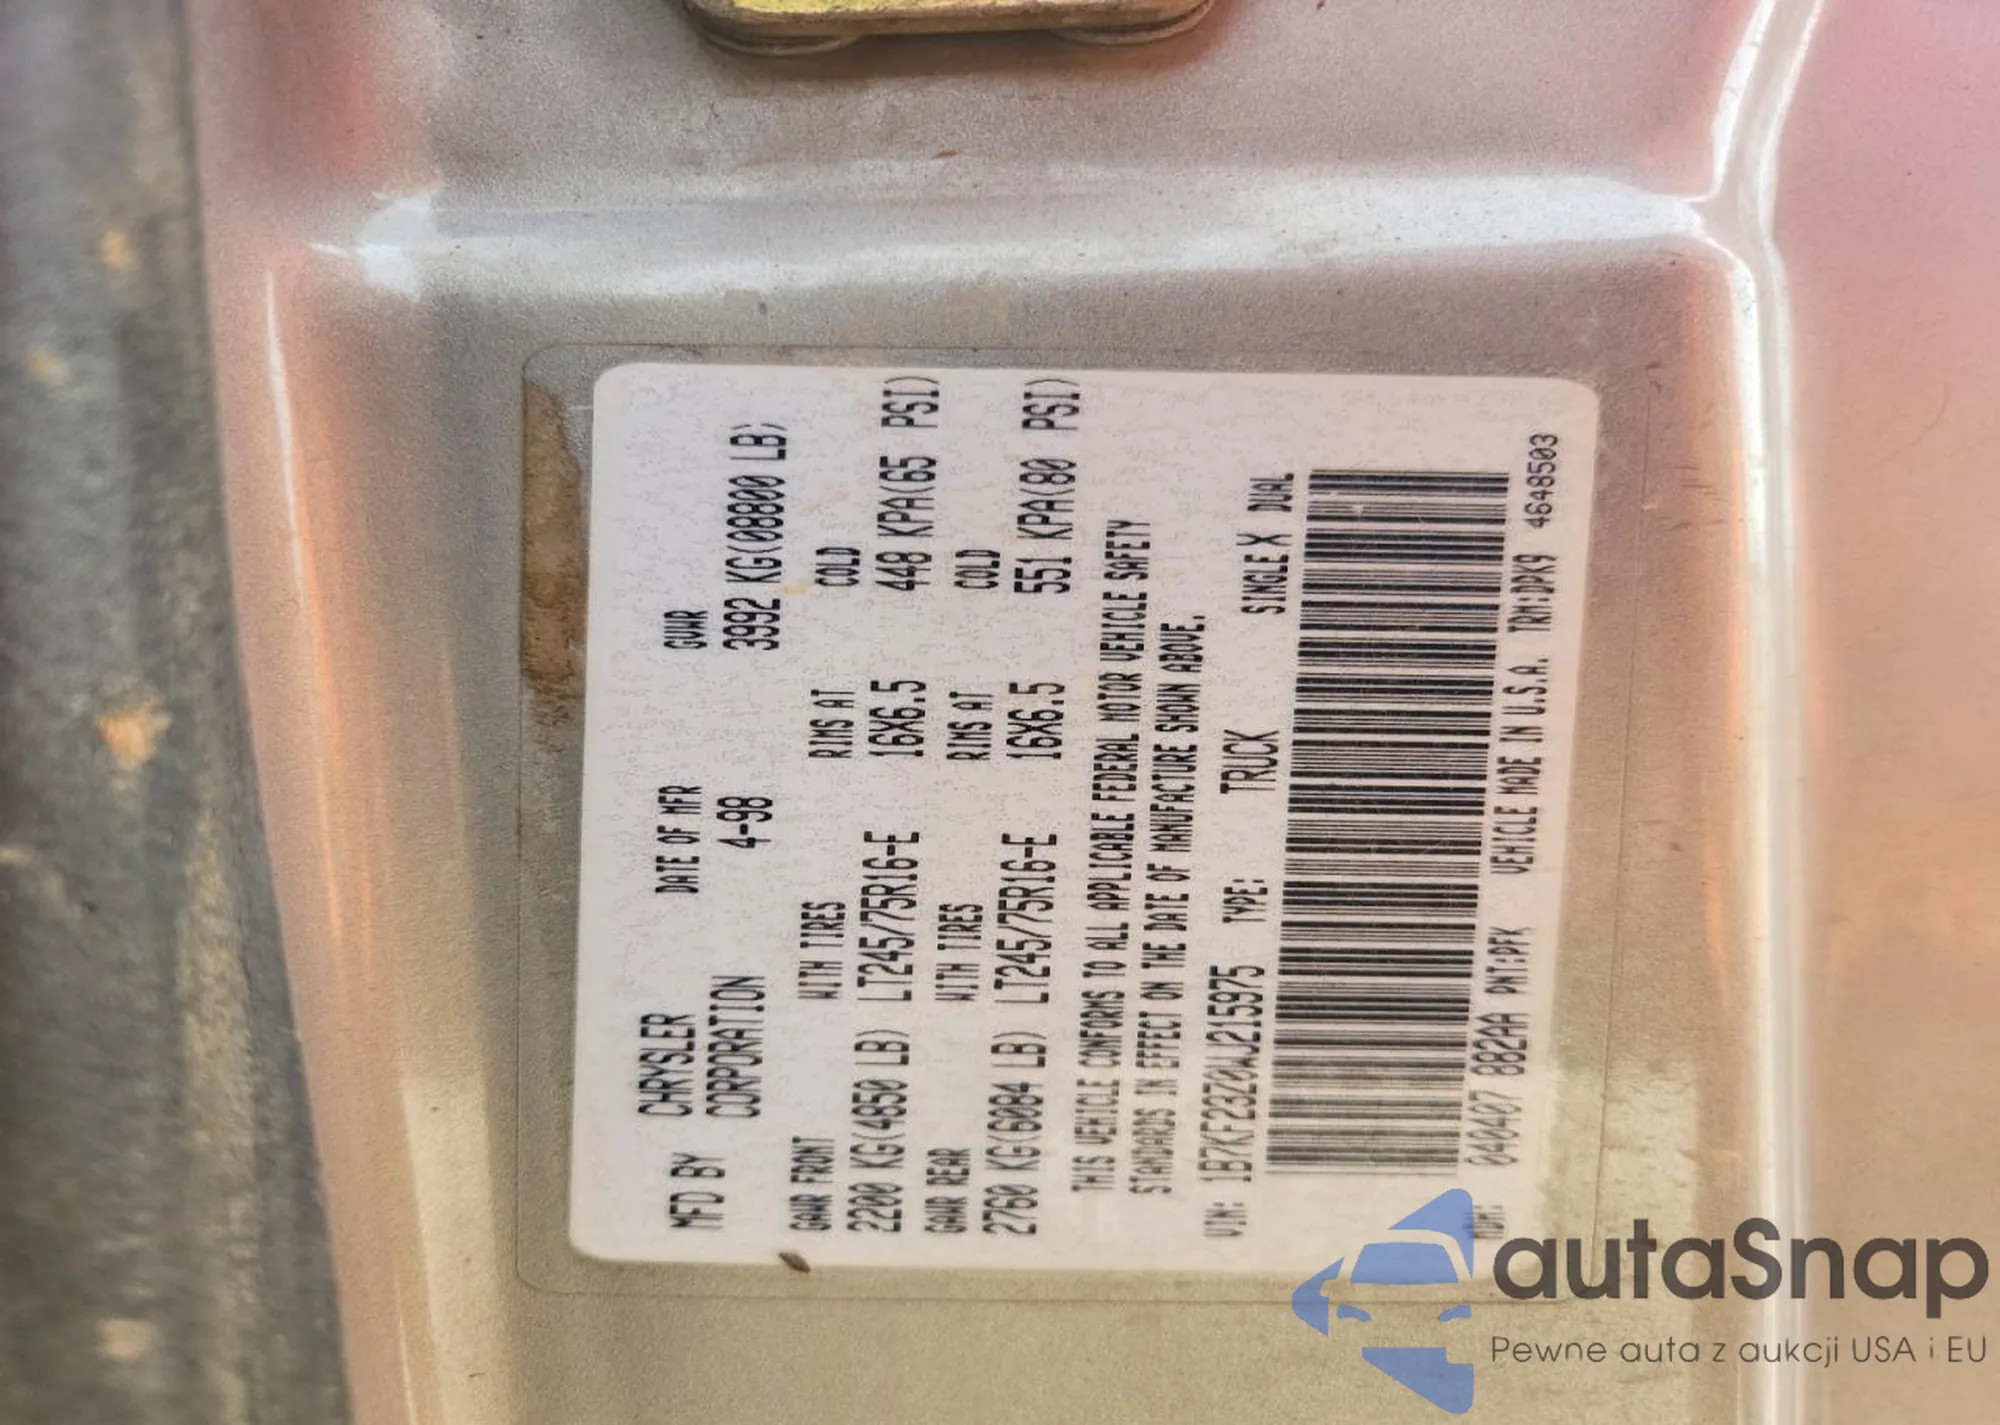 MFD BY CHRYSLER CORPORATION DATE OF MFR 4-98 GVWR 3992 KG(08800 LB)
GAWR FRONT WITH TIRES RIMS AT COLD
2200 KG(4850 LB) LT245/75R16-E 16X6.5 448 KPA(65 PSI)
GAWR REAR WITH TIRES RIMS AT COLD
2760 KG(6084 LB) LT245/75R16-E 16X6.5 551 KPA(80 PSI)
THIS VEHICLE CONFORMS TO ALL APPLICABLE FEDERAL MOTOR VEHICLE SAFETY
STANDARDS IN EFFECT ON THE DATE OF MANUFACTURE SHOWN ABOVE.
VIN: 1B7KF23Z0WJ215975 TYPE: TRUCK SINGLE X DUAL
MDH: 040407 882AA PNT:PFK VEHICLE MADE IN U.S.A. TRM:DPK9 4648503
autaSnap
Pewne auta z aukcji USA i EU